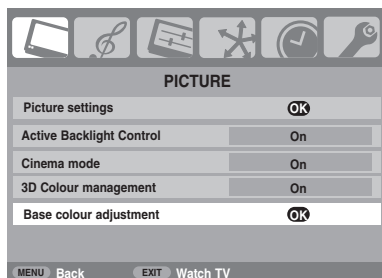 PICTURE
Picture settings OK
Active Backlight Control On
Cinema mode On
3D Colour management On
Base colour adjustment OK
MENU Back EXIT Watch TV